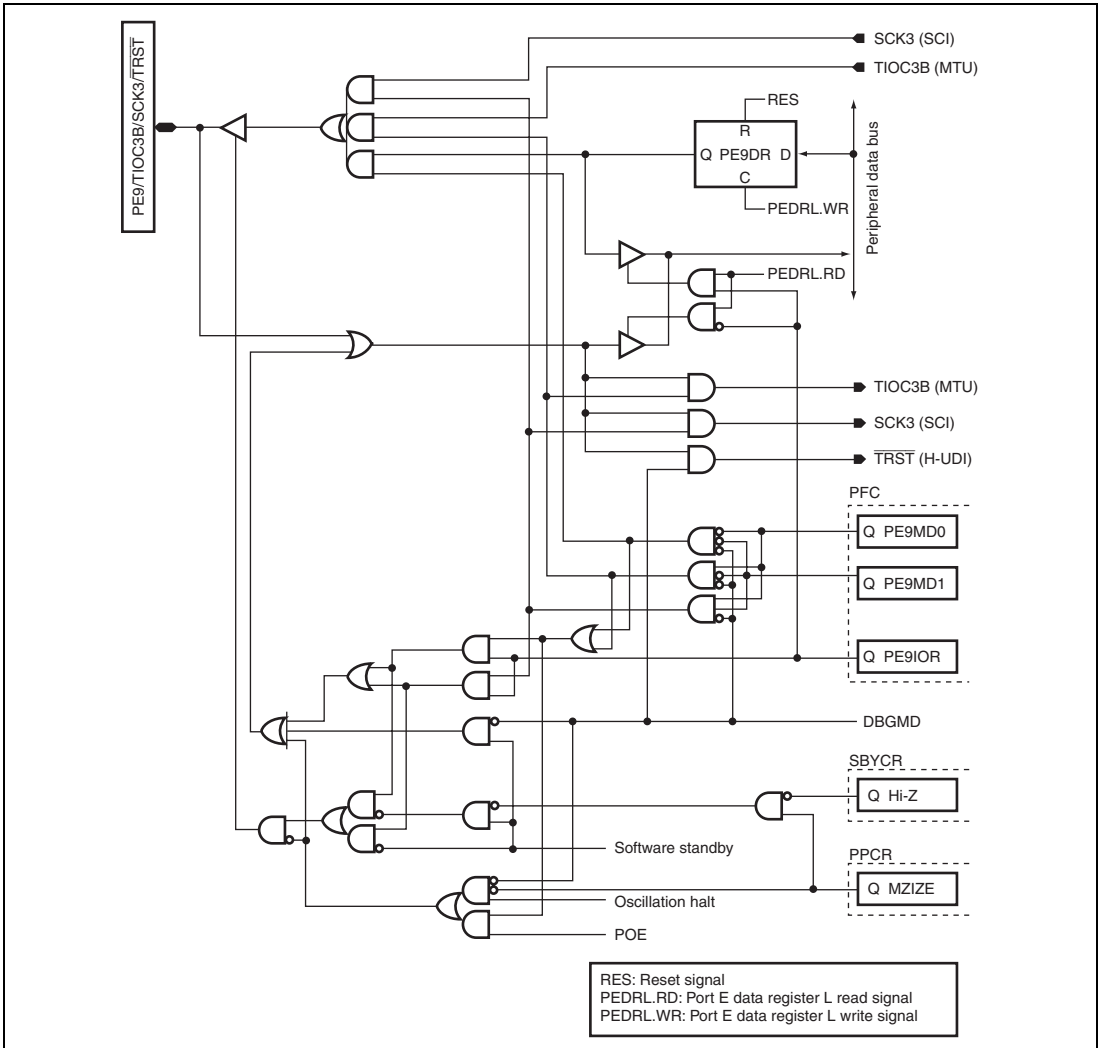 PE9/TIOC3B/SCK3/T̅R̅S̅T̅
SCK3 (SCI)
TIOC3B (MTU)
RES
R
Q PE9DR D
C
PEDRL.WR
Peripheral data bus
PEDRL.RD
TIOC3B (MTU)
SCK3 (SCI)
T̅R̅S̅T̅ (H-UDI)
PFC
Q PE9MD0
Q PE9MD1
Q PE9IOR
DBGMD
SBYCR
Q Hi-Z
Software standby
PPCR
Q MZIZE
Oscillation halt
POE
RES: Reset signal
PEDRL.RD: Port E data register L read signal
PEDRL.WR: Port E data register L write signal